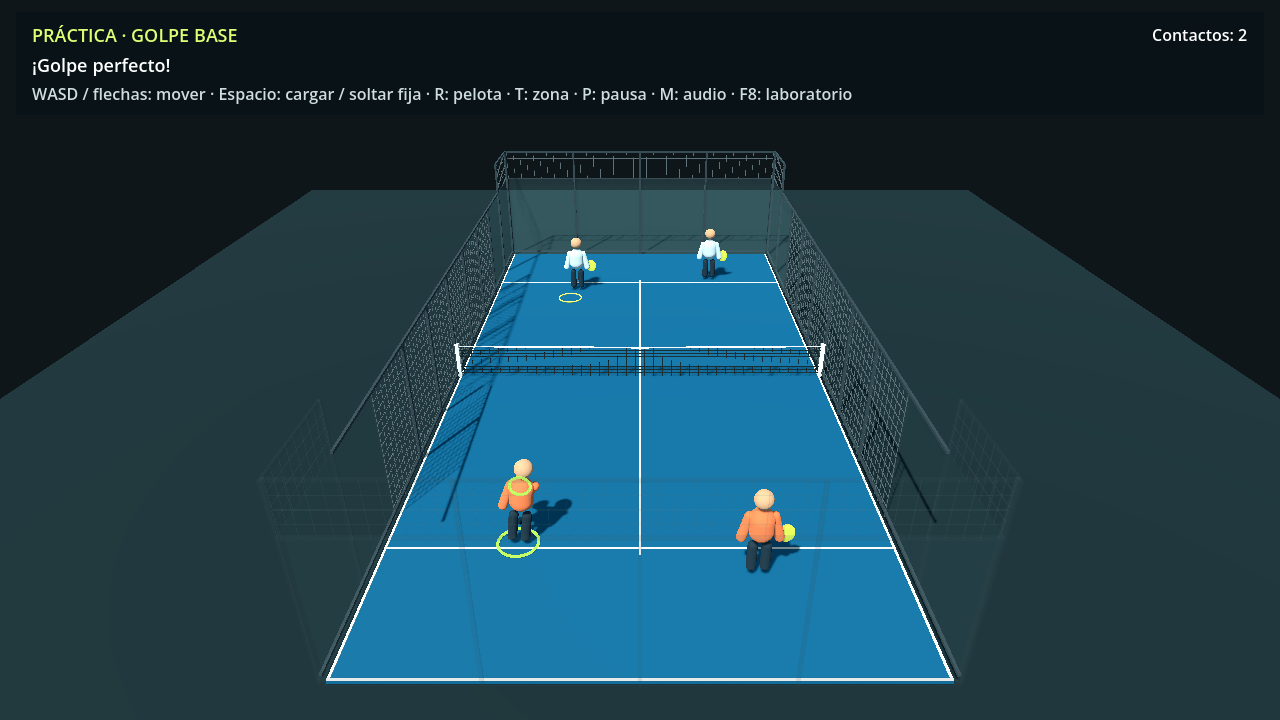 PRÁCTICA · GOLPE BASE
Contactos: 2
¡Golpe perfecto!
WASD / flechas: mover · Espacio: cargar / soltar fija · R: pelota · T: zona · P: pausa · M: audio · F8: laboratorio